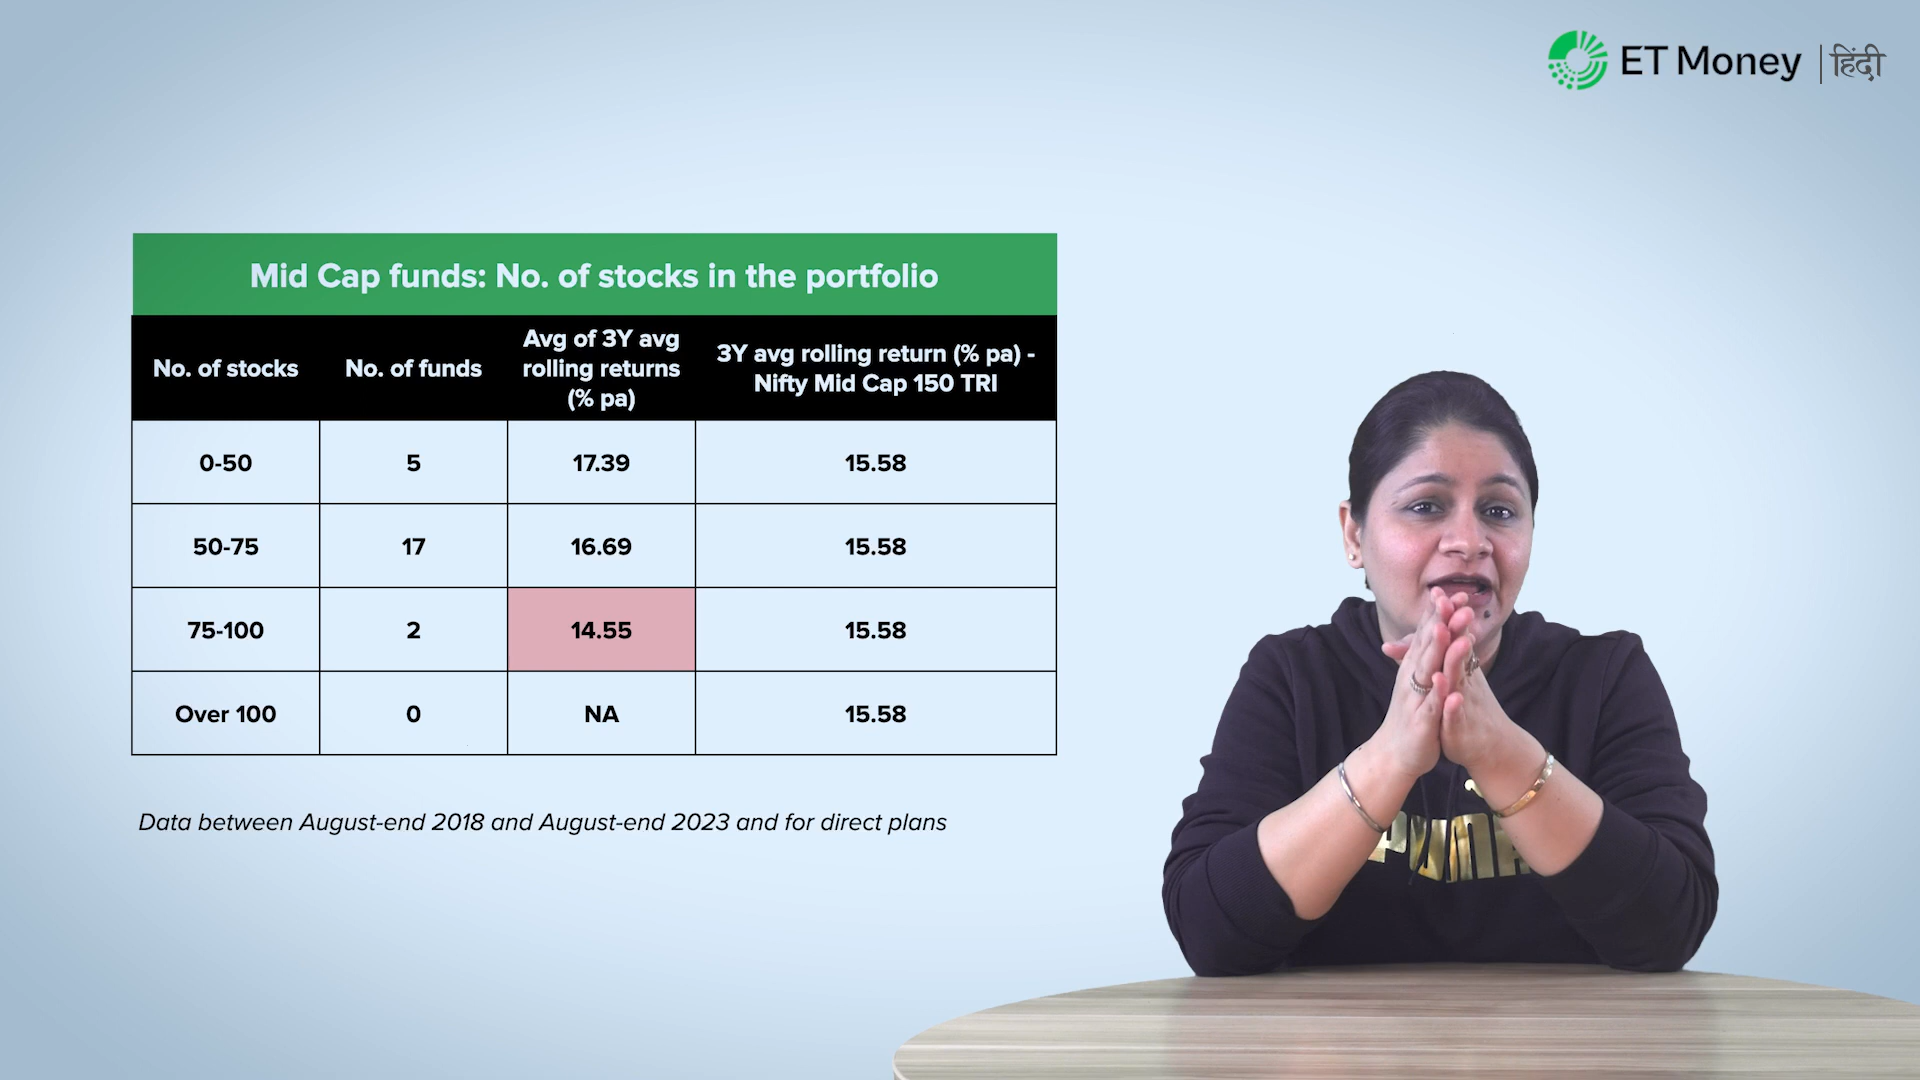 ET Money | हिंदी
Mid Cap funds: No. of stocks in the portfolio
No. of stocks
No. of funds
Avg of 3Y avg
rolling returns
(% pa)
3Y avg rolling return (% pa) -
Nifty Mid Cap 150 TRI
0-50
5
17.39
15.58
50-75
17
16.69
15.58
75-100
2
14.55
15.58
Over 100
0
NA
15.58
Data between August-end 2018 and August-end 2023 and for direct plans
PUMA